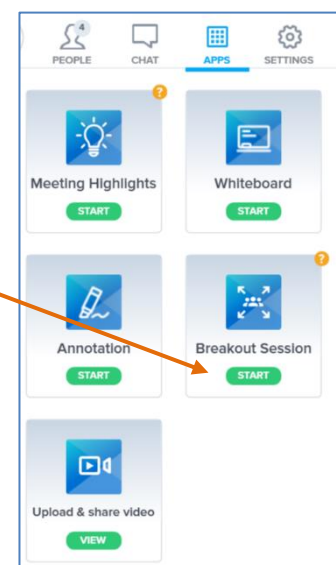 4
PEOPLE CHAT APPS SETTINGS
?
Meeting Highlights Whiteboard
START START
?
Annotation Breakout Session
START START
Upload & share video
VIEW